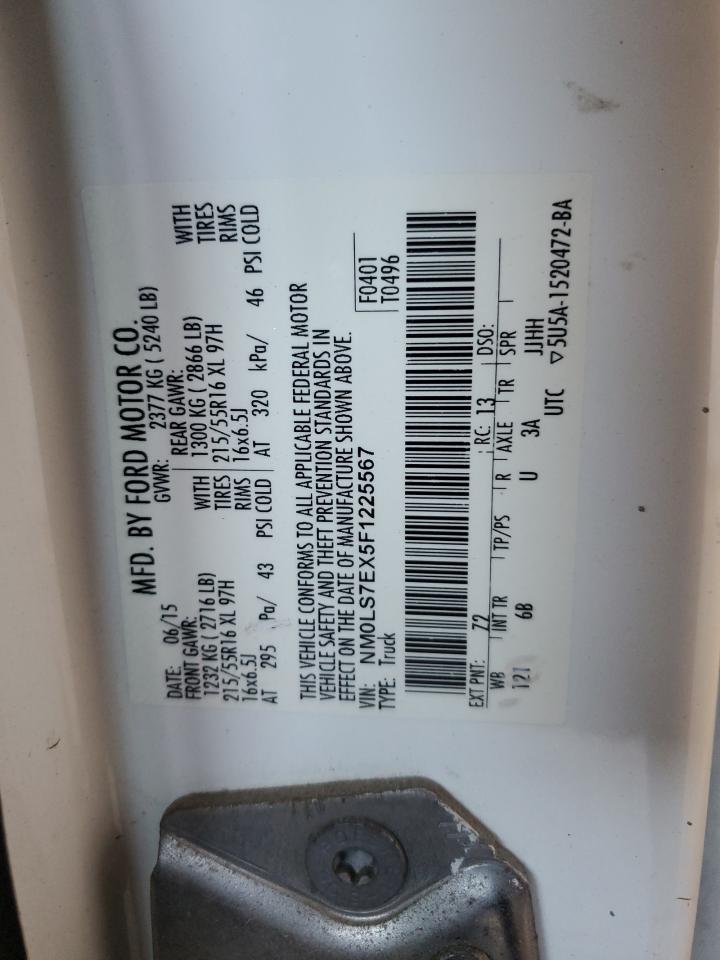 MFD. BY FORD MOTOR CO.
DATE: 06/15 GVWR: 2377 KG ( 5240 LB)
FRONT GAWR: REAR GAWR:
1232 KG ( 2716 LB) WITH 1300 KG ( 2866 LB) WITH
215/55R16 XL 97H TIRES 215/55R16 XL 97H TIRES
16x6.5J RIMS 16x6.5J RIMS
AT 295 Pa/ 43 PSI COLD AT 320 kPa/ 46 PSI COLD
THIS VEHICLE CONFORMS TO ALL APPLICABLE FEDERAL MOTOR
VEHICLE SAFETY AND THEFT PREVENTION STANDARDS IN
EFFECT ON THE DATE OF MANUFACTURE SHOWN ABOVE.
VIN: NM0LS7EX5F1225567 F0401
TYPE: Truck T0496
EXT PNT: Z2 RC: 13 DSO:
WB INT TR TP/PS R AXLE TR SPR
121 6B U 3A JJHH
UTC ▽5U5A-1520472-BA